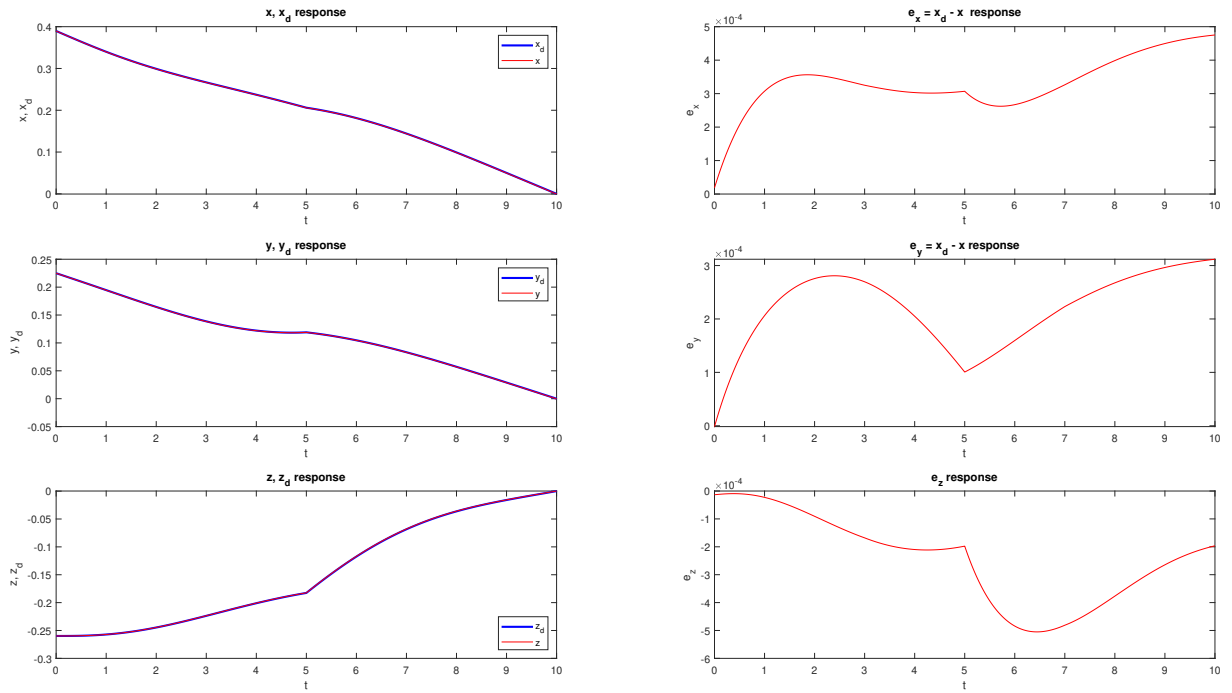 x, x_d response
0.4
0.3
0.2
0.1
0
x, x_d
x_d
x
0 1 2 3 4 5 6 7 8 9 10
t
e_x = x_d - x response
×10^-4
5
4
3
2
1
0
e_x
0 1 2 3 4 5 6 7 8 9 10
t
y, y_d response
0.25
0.2
0.15
0.1
0.05
0
-0.05
y, y_d
y_d
y
0 1 2 3 4 5 6 7 8 9 10
t
e_y = x_d - x response
×10^-4
3
2
1
0
e_y
0 1 2 3 4 5 6 7 8 9 10
t
z, z_d response
0
-0.05
-0.1
-0.15
-0.2
-0.25
-0.3
z, z_d
z_d
z
0 1 2 3 4 5 6 7 8 9 10
t
e_z response
×10^-4
0
-1
-2
-3
-4
-5
-6
e_z
0 1 2 3 4 5 6 7 8 9 10
t